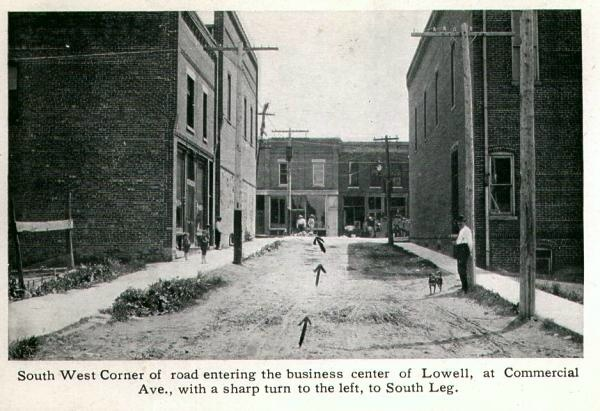 South West Corner of road entering the business center of Lowell, at Commercial
Ave., with a sharp turn to the left, to South Leg.